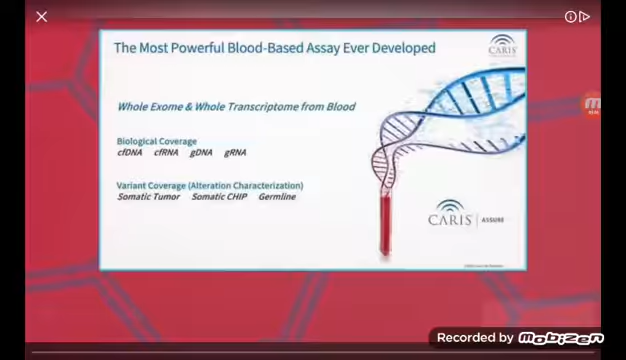 The Most Powerful Blood-Based Assay Ever Developed
CARIS
Whole Exome & Whole Transcriptome from Blood
Biological Coverage
cfDNA cfRNA gDNA gRNA
Variant Coverage (Alteration Characterization)
Somatic Tumor Somatic CHIP Germline
CARIS | ASSURE
Recorded by mobizen